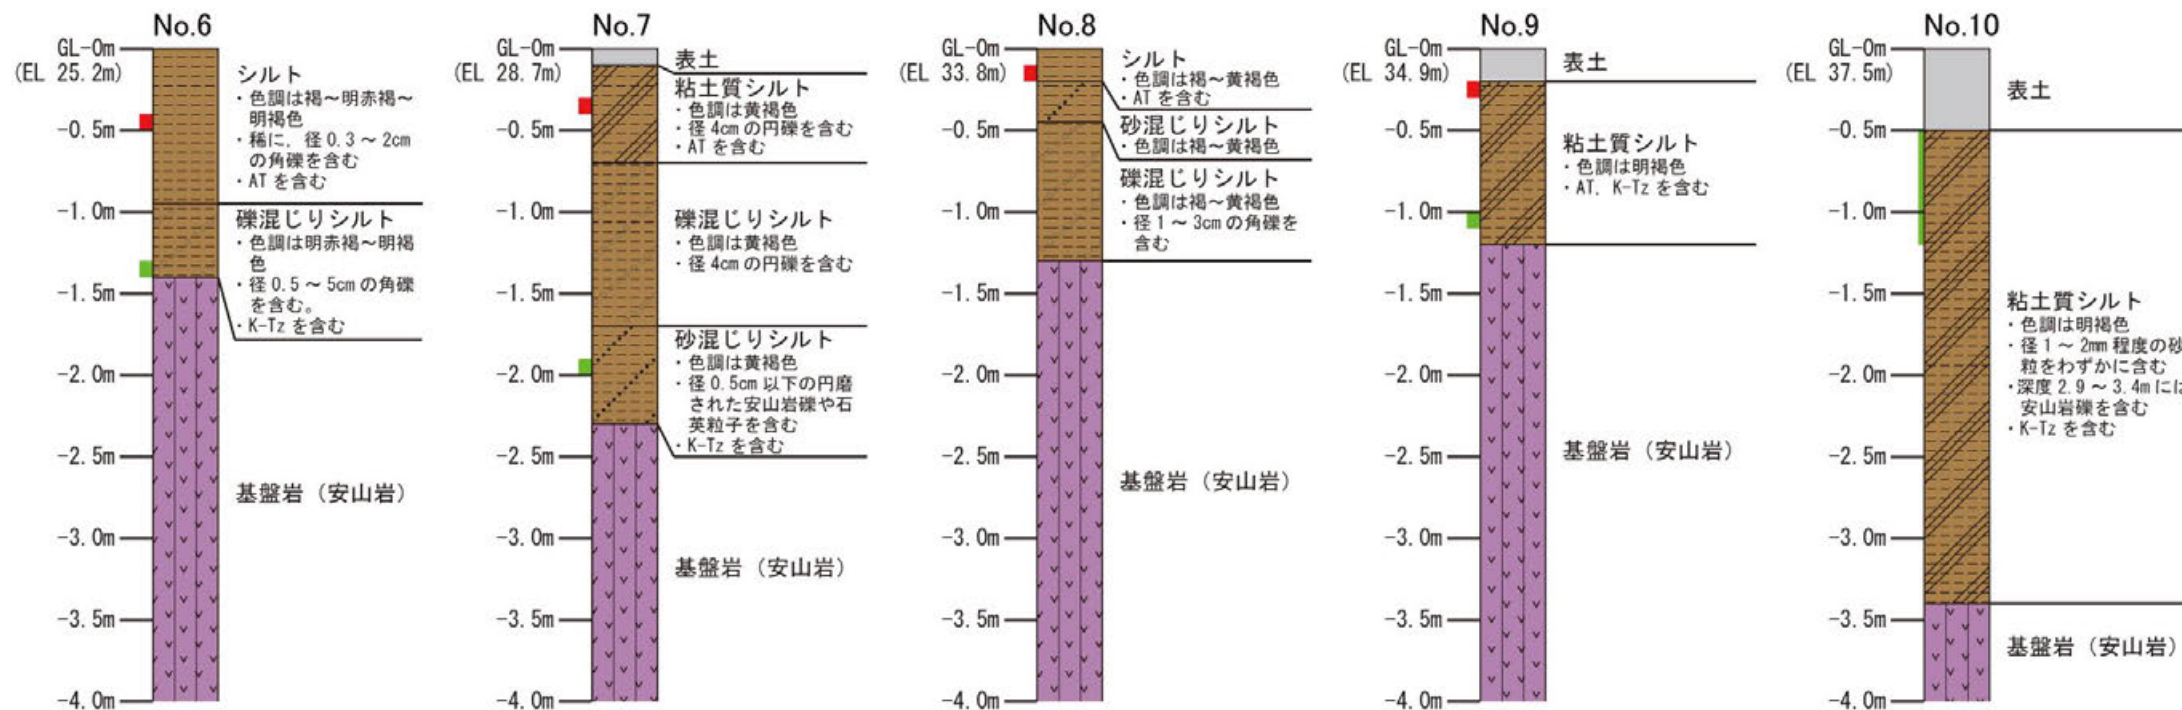 No.6
GL-0m
(EL 25.2m)
-0.5m
-1.0m
-1.5m
-2.0m
-2.5m
-3.0m
-3.5m
-4.0m
シルト
・色調は褐～明赤褐～
明褐色
・稀に，径 0.3 ～ 2cm
の角礫を含む
・AT を含む
礫混じりシルト
・色調は明赤褐～明褐
色
・径 0.5 ～ 5cm の角礫
を含む。
・K-Tz を含む
基盤岩（安山岩）
No.7
GL-0m
(EL 28.7m)
-0.5m
-1.0m
-1.5m
-2.0m
-2.5m
-3.0m
-3.5m
-4.0m
表土
粘土質シルト
・色調は黄褐色
・径 4cm の円礫を含む
・AT を含む
礫混じりシルト
・色調は黄褐色
・径 4cm の円礫を含む
砂混じりシルト
・色調は黄褐色
・径 0.5cm 以下の円磨
された安山岩礫や石
英粒子を含む
・K-Tz を含む
基盤岩（安山岩）
No.8
GL-0m
(EL 33.8m)
-0.5m
-1.0m
-1.5m
-2.0m
-2.5m
-3.0m
-3.5m
-4.0m
シルト
・色調は褐～黄褐色
・AT を含む
砂混じりシルト
・色調は褐～黄褐色
礫混じりシルト
・色調は褐～黄褐色
・径 1 ～ 3cm の角礫を
含む
基盤岩（安山岩）
No.9
GL-0m
(EL 34.9m)
-0.5m
-1.0m
-1.5m
-2.0m
-2.5m
-3.0m
-3.5m
-4.0m
表土
粘土質シルト
・色調は明褐色
・AT，K-Tz を含む
基盤岩（安山岩）
No.10
GL-0m
(EL 37.5m)
-0.5m
-1.0m
-1.5m
-2.0m
-2.5m
-3.0m
-3.5m
-4.0m
表土
粘土質シルト
・色調は明褐色
・径 1 ～ 2mm 程度の砂
粒をわずかに含む
・深度 2.9 ～ 3.4m には
安山岩礫を含む
・K-Tz を含む
基盤岩（安山岩）